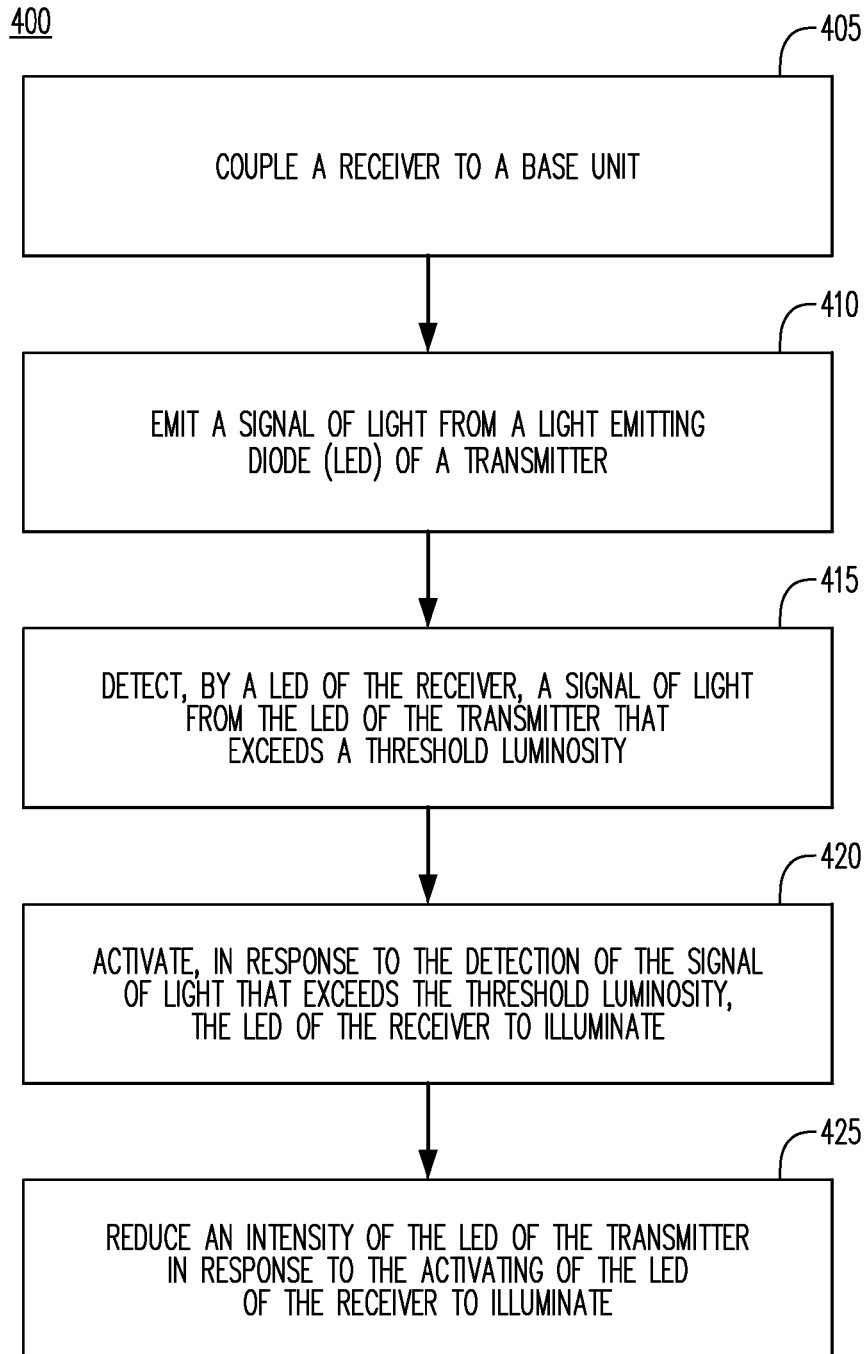 400
405
COUPLE A RECEIVER TO A BASE UNIT
410
EMIT A SIGNAL OF LIGHT FROM A LIGHT EMITTING
DIODE (LED) OF A TRANSMITTER
415
DETECT, BY A LED OF THE RECEIVER, A SIGNAL OF LIGHT
FROM THE LED OF THE TRANSMITTER THAT
EXCEEDS A THRESHOLD LUMINOSITY
420
ACTIVATE, IN RESPONSE TO THE DETECTION OF THE SIGNAL
OF LIGHT THAT EXCEEDS THE THRESHOLD LUMINOSITY,
THE LED OF THE RECEIVER TO ILLUMINATE
425
REDUCE AN INTENSITY OF THE LED OF THE TRANSMITTER
IN RESPONSE TO THE ACTIVATING OF THE LED
OF THE RECEIVER TO ILLUMINATE